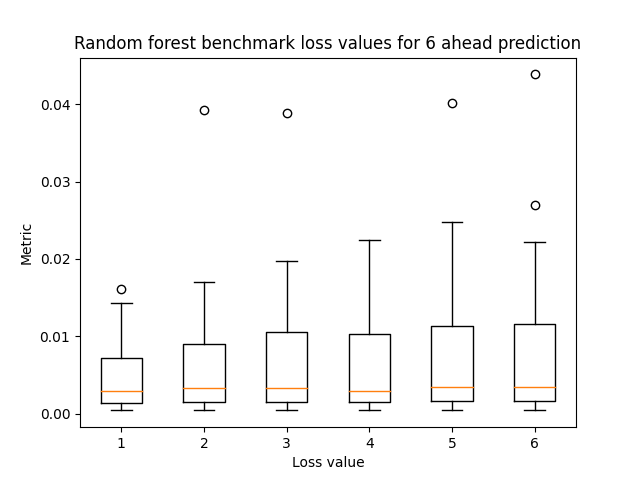 Random forest benchmark loss values for 6 ahead prediction
0.04
0.03
0.02
0.01
0.00
Metric
1 2 3 4 5 6
Loss value